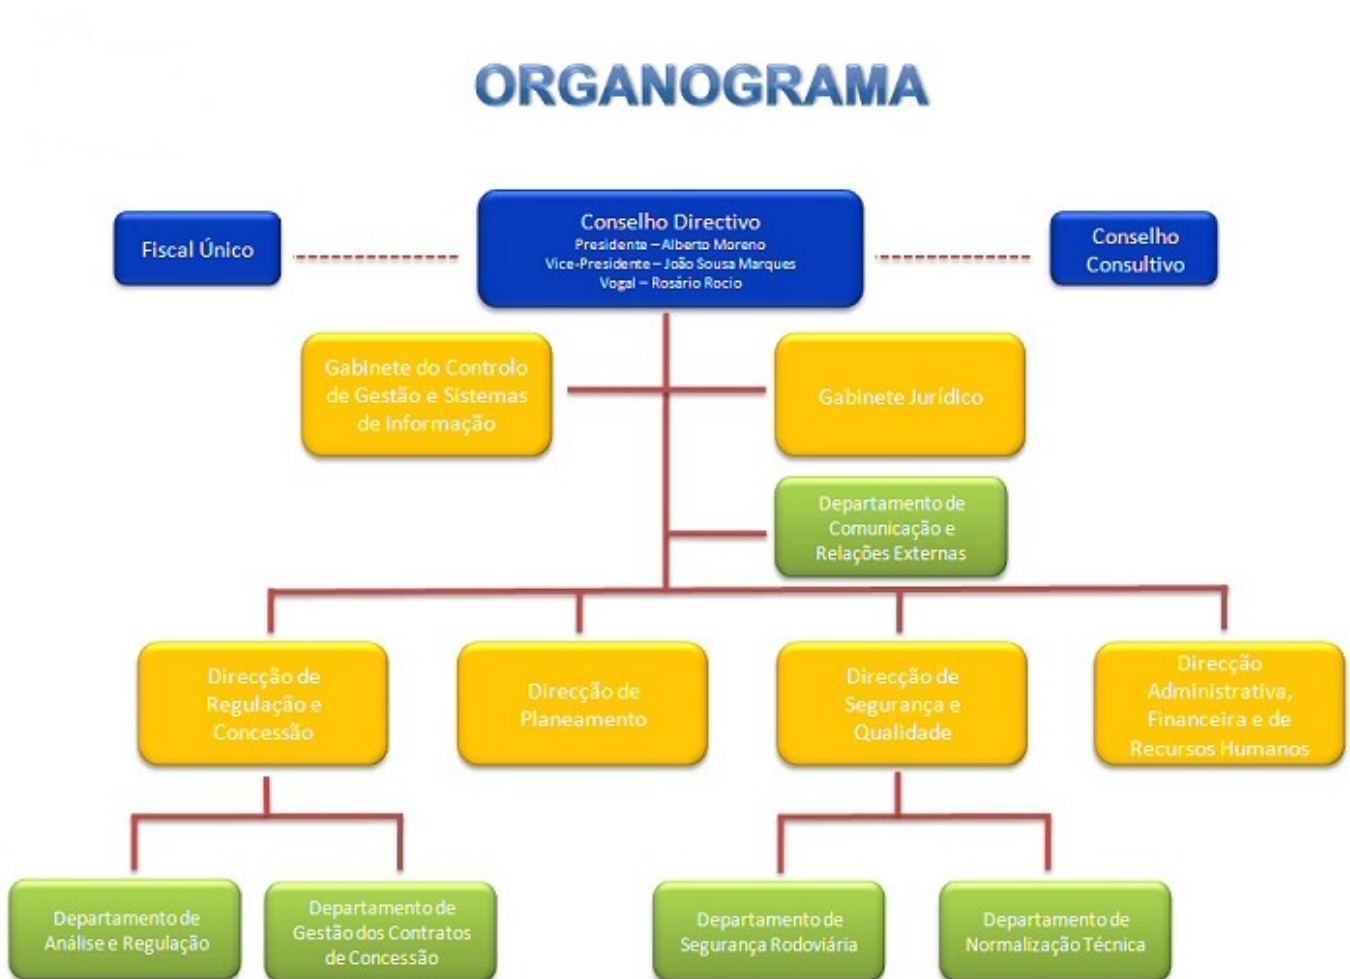 ORGANOGRAMA
Fiscal Único
Conselho Directivo
Presidente – Alberto Moreno
Vice-Presidente – João Sousa Marques
Vogal – Rosário Rocio
Conselho
Consultivo
Gabinete do Controlo
de Gestão e Sistemas
de Informação
Gabinete Jurídico
Departamento de
Comunicação e
Relações Externas
Direcção de
Regulação e
Concessão
Direcção de
Planeamento
Direcção de
Segurança e
Qualidade
Direcção
Administrativa,
Financeira e de
Recursos Humanos
Departamento de
Análise e Regulação
Departamento de
Gestão dos Contratos
de Concessão
Departamento de
Segurança Rodoviária
Departamento de
Normalização Técnica